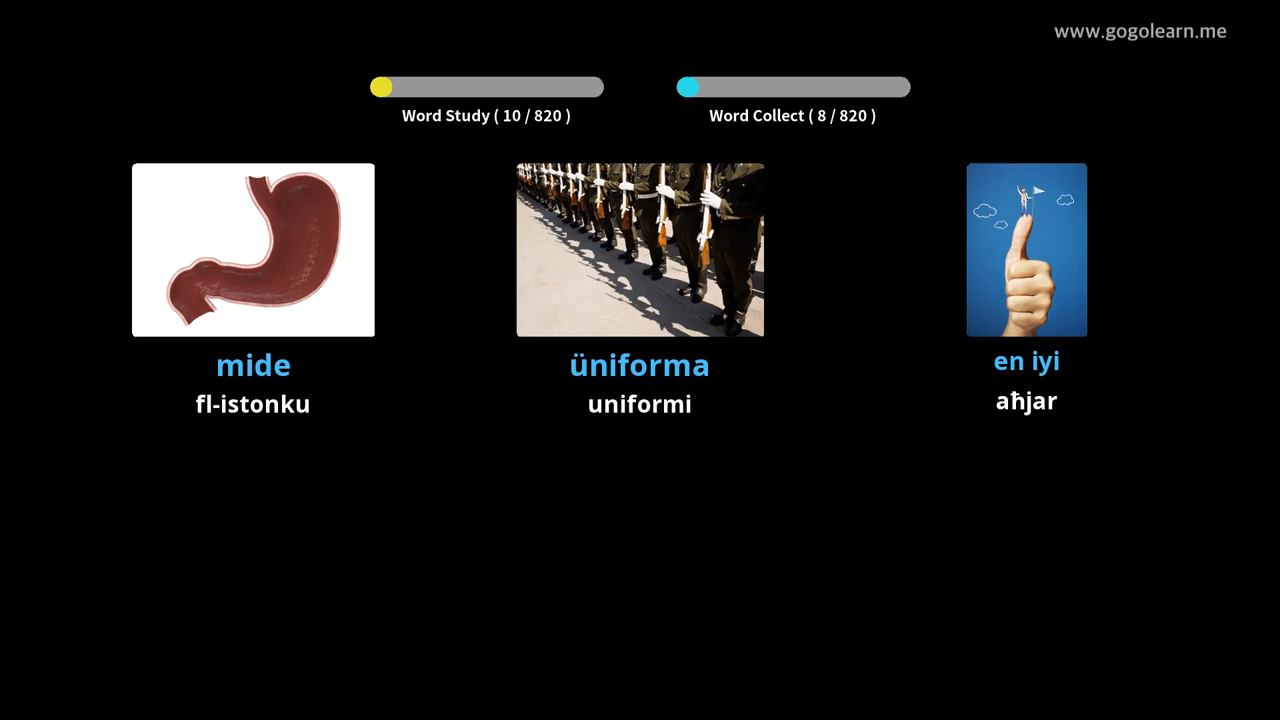 www.gogolearn.me
Word Study ( 10 / 820 )
Word Collect ( 8 / 820 )
mide
üniforma
en iyi
fl-istonku
uniformi
aħjar